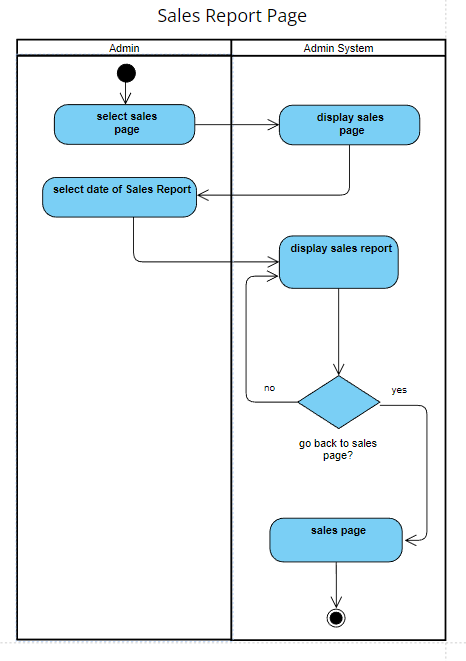 Sales Report Page
Admin
Admin System
select sales
page
display sales
page
select date of Sales Report
display sales report
no
yes
go back to sales
page?
sales page